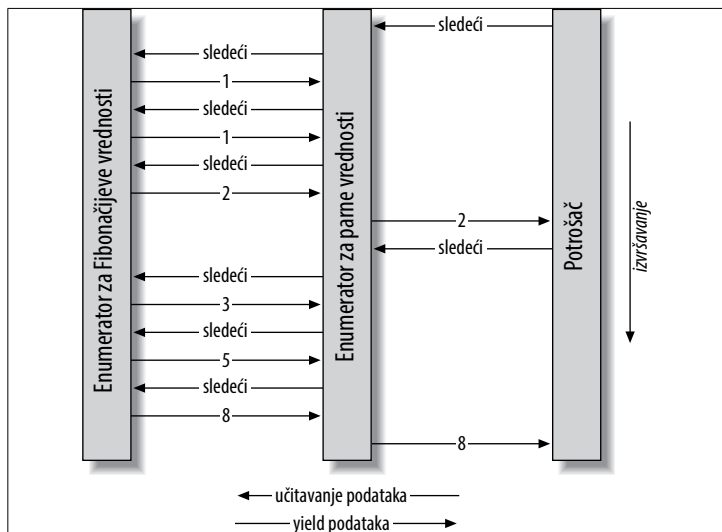 sledeći
sledeći
1
sledeći
1
sledeći
2
2
sledeći
sledeći
3
sledeći
5
sledeći
8
8
Enumerator za Fibonačijeve vrednosti
Enumerator za parne vrednosti
Potrošač
izvršavanje
učitavanje podataka
yield podataka